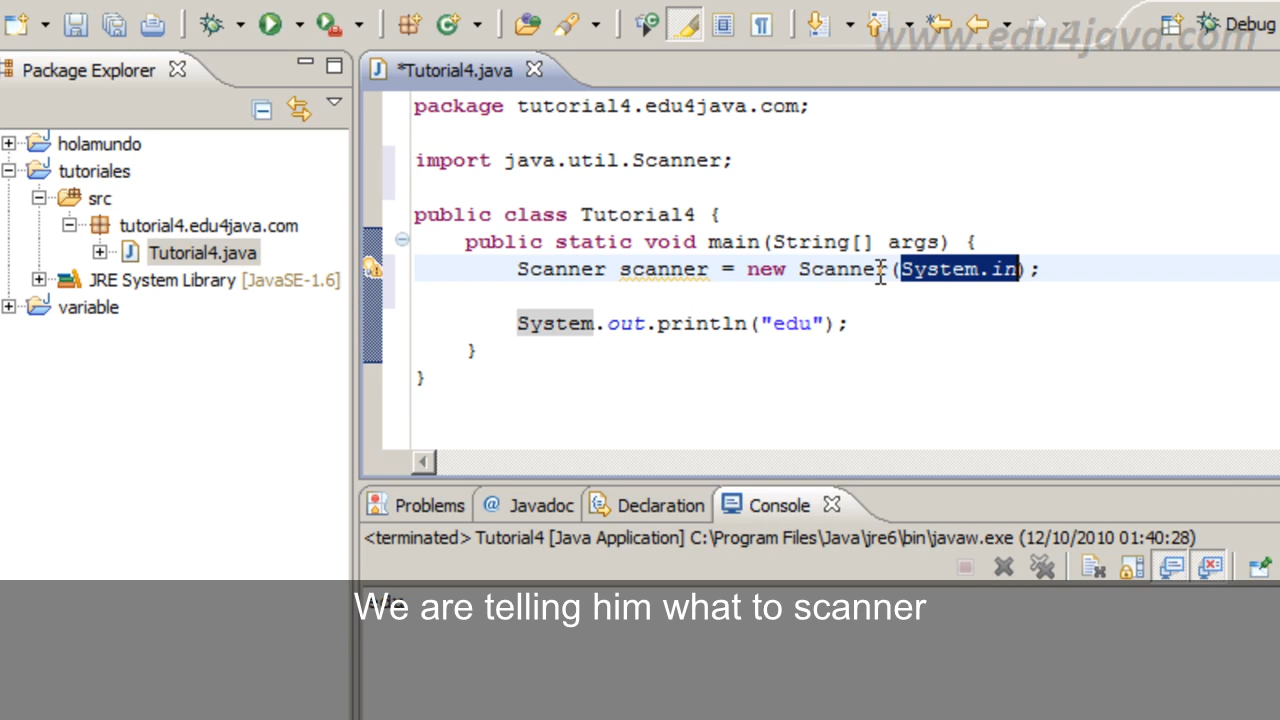 www.edu4java.com
Debug
Package Explorer
*Tutorial4.java
holamundo
tutoriales
src
tutorial4.edu4java.com
Tutorial4.java
JRE System Library [JavaSE-1.6]
variable
package tutorial4.edu4java.com;
import java.util.Scanner;
public class Tutorial4 {
public static void main(String[] args) {
Scanner scanner = new Scanner(System.in);
System.out.println("edu");
}
}
Problems @ Javadoc Declaration Console
<terminated> Tutorial4 [Java Application] C:\Program Files\Java\jre6\bin\javaw.exe (12/10/2010 01:40:28)
We are telling him what to scanner